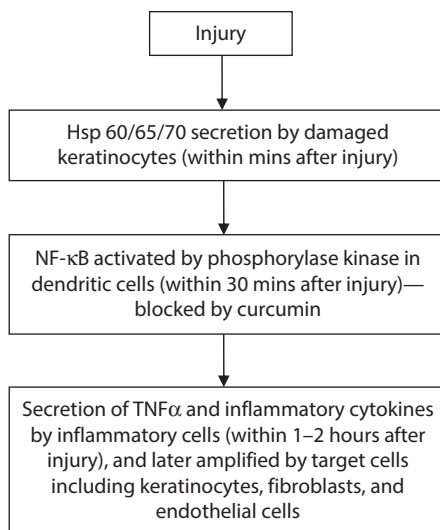 Injury
Hsp 60/65/70 secretion by damaged
keratinocytes (within mins after injury)
NF-κB activated by phosphorylase kinase in
dendritic cells (within 30 mins after injury)—
blocked by curcumin
Secretion of TNFα and inflammatory cytokines
by inflammatory cells (within 1–2 hours after
injury), and later amplified by target cells
including keratinocytes, fibroblasts, and
endothelial cells